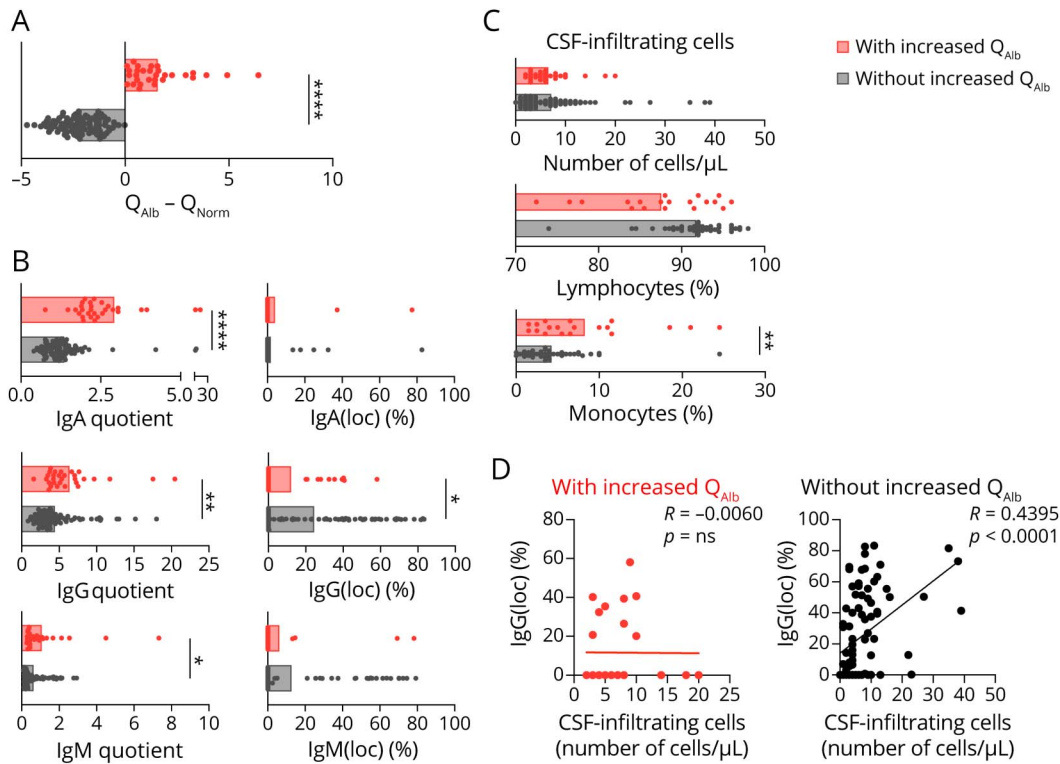 A
−5 0 5 10
Q_Alb − Q_Norm
****
B
0.0 2.5 5.0 30
IgA quotient
****
0 20 40 60 80 100
IgA(loc) (%)
0 5 10 15 20 25
IgG quotient
**
0 20 40 60 80 100
IgG(loc) (%)
*
0 2 4 6 8 10
IgM quotient
*
0 20 40 60 80 100
IgM(loc) (%)
C
CSF-infiltrating cells
With increased Q_Alb
Without increased Q_Alb
0 10 20 30 40 50
Number of cells/μL
70 80 90 100
Lymphocytes (%)
0 10 20 30
Monocytes (%)
**
D
With increased Q_Alb
R = –0.0060
p = ns
IgG(loc) (%)
80
60
40
20
0
0 5 10 15 20 25
CSF-infiltrating cells
(number of cells/μL)
Without increased Q_Alb
R = 0.4395
p < 0.0001
IgG(loc) (%)
100
80
60
40
20
0
0 10 20 30 40 50
CSF-infiltrating cells
(number of cells/μL)